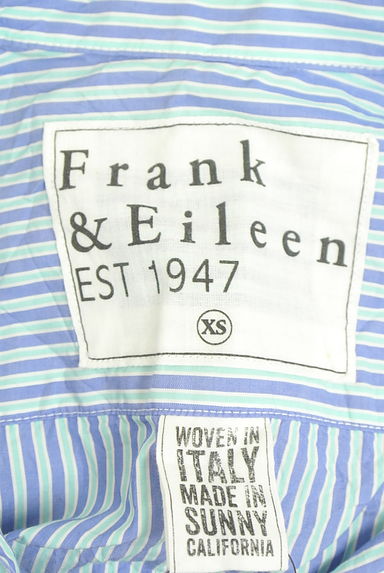 Frank
& Eileen
EST 1947
XS
WOVEN IN
ITALY
MADE IN
SUNNY
CALIFORNIA